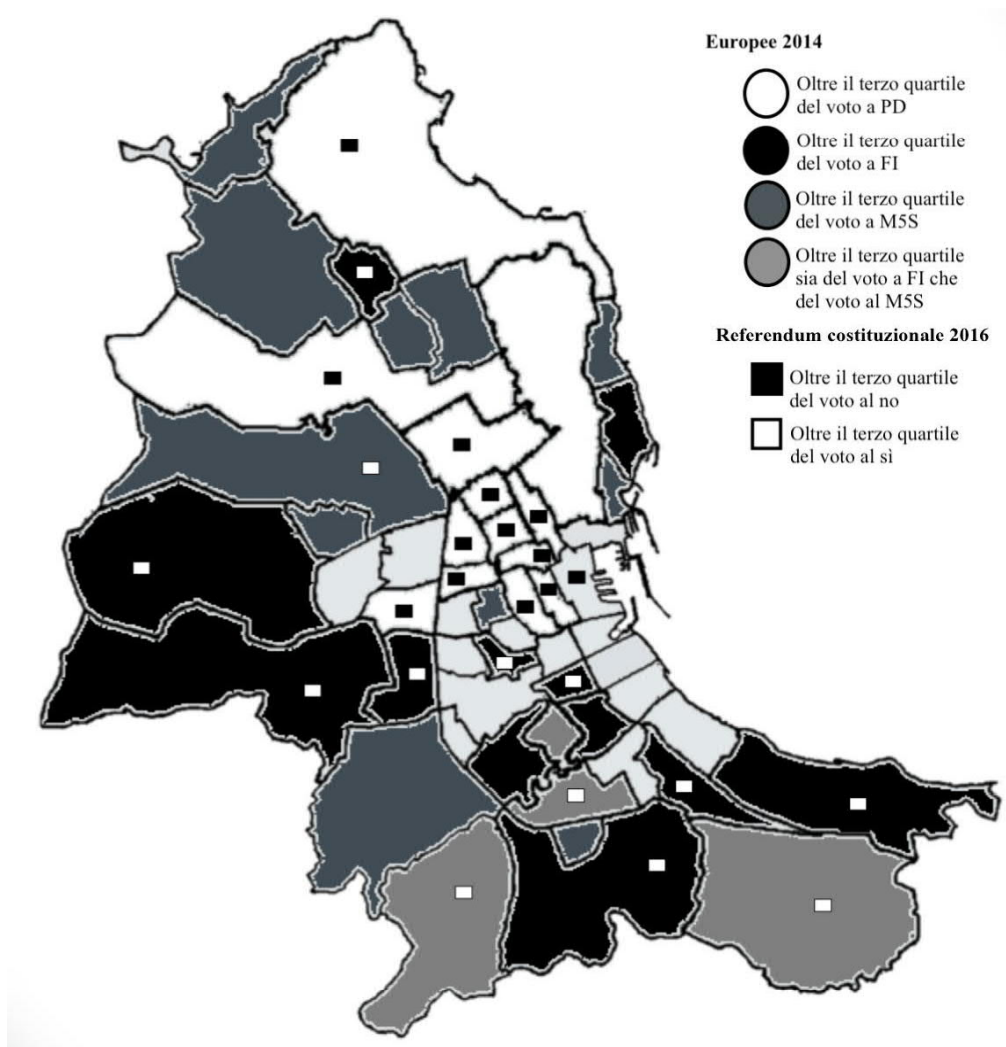 Europee 2014
Oltre il terzo quartile
del voto a PD
Oltre il terzo quartile
del voto a FI
Oltre il terzo quartile
del voto a M5S
Oltre il terzo quartile
sia del voto a FI che
del voto al M5S
Referendum costituzionale 2016
Oltre il terzo quartile
del voto al no
Oltre il terzo quartile
del voto al sì